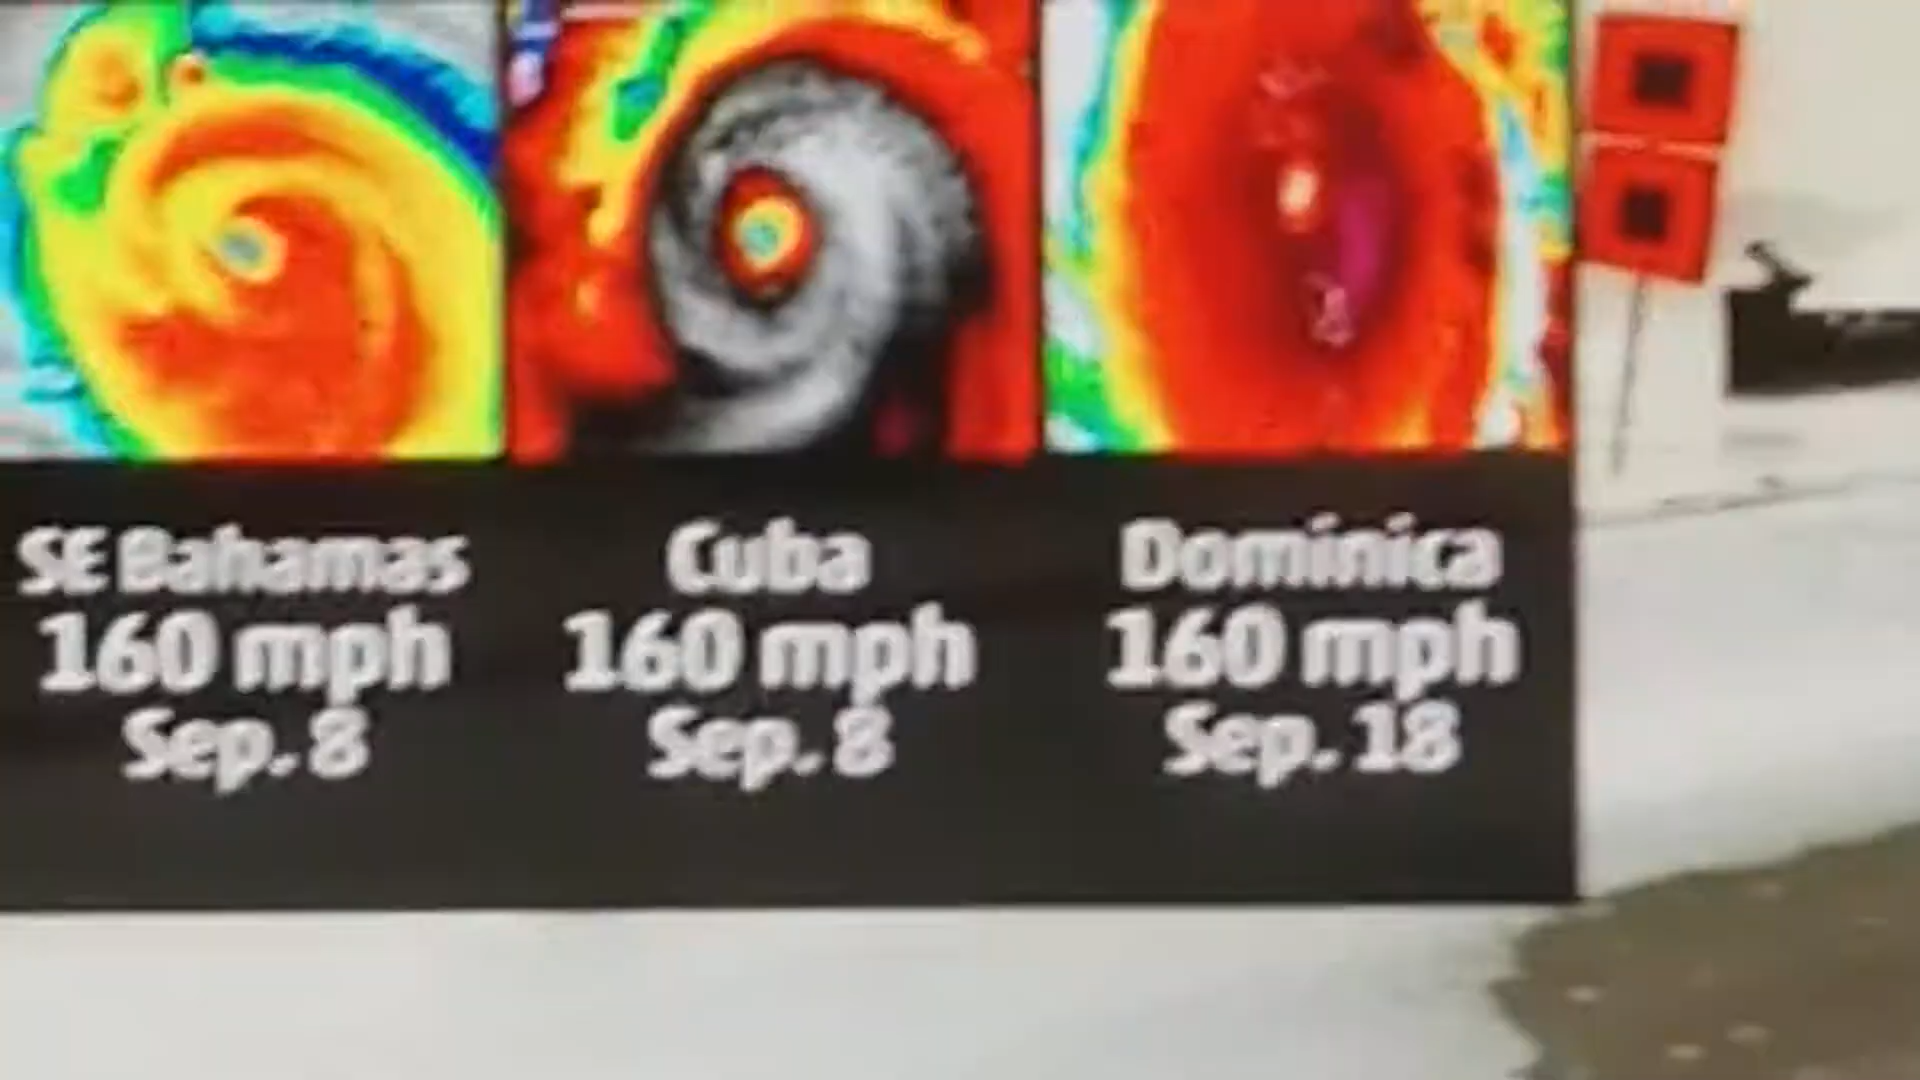 SE Bahamas
160 mph
Sep. 8
Cuba
160 mph
Sep. 8
Dominica
160 mph
Sep. 18